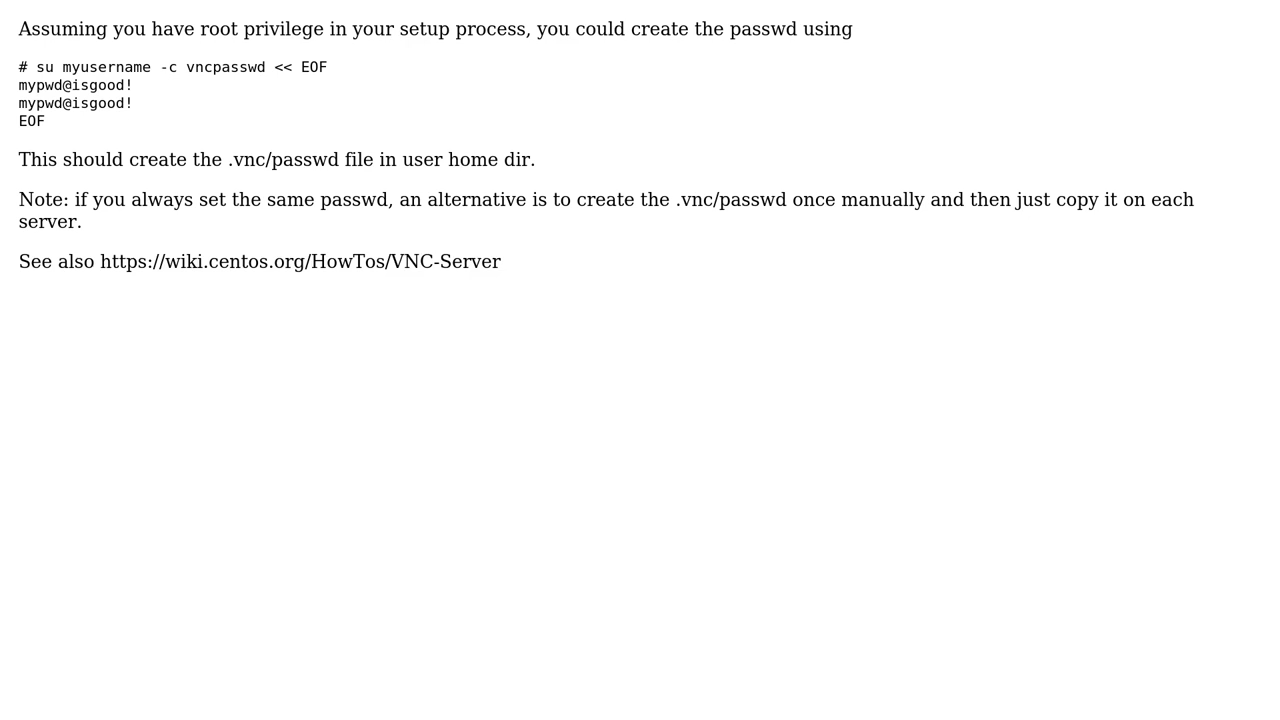 Assuming you have root privilege in your setup process, you could create the passwd using
# su myusername -c vncpasswd << EOF
mypwd@isgood!
mypwd@isgood!
EOF
This should create the .vnc/passwd file in user home dir.
Note: if you always set the same passwd, an alternative is to create the .vnc/passwd once manually and then just copy it on each
server.
See also https://wiki.centos.org/HowTos/VNC-Server